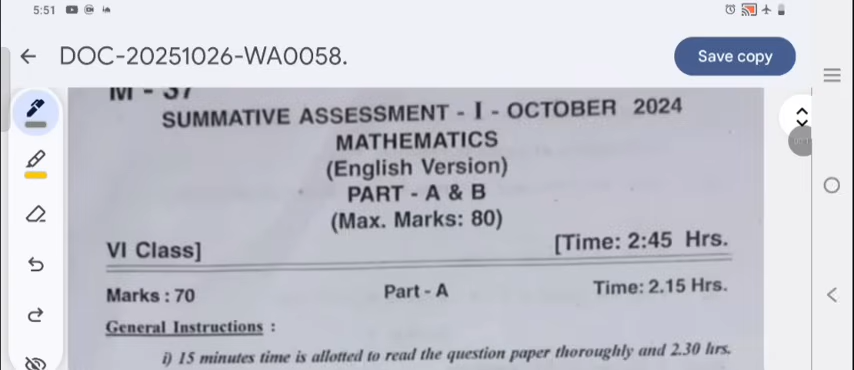 5:51
DOC-20251026-WA0058.
Save copy
M - 37
SUMMATIVE ASSESSMENT - I - OCTOBER 2024
MATHEMATICS
(English Version)
PART - A & B
(Max. Marks: 80)
VI Class]
[Time: 2:45 Hrs.
Marks : 70
Part - A
Time: 2.15 Hrs.
General Instructions :
i) 15 minutes time is allotted to read the question paper thoroughly and 2.30 hrs.